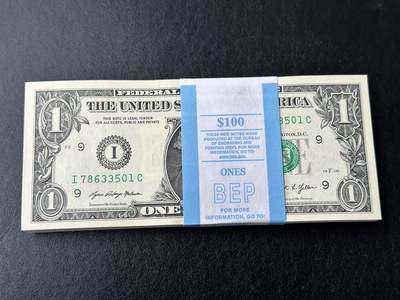 FEDERAL
THE UNITED S
ERICA
THIS NOTE IS LEGAL TENDER
FOR ALL DEBTS, PUBLIC AND PRIVATE
1
1
9
I
I 78633501 C
9
ONE
3501 C
9
9
1
1
$100
THESE NEW NOTES WERE
PRODUCED AT THE BUREAU
OF ENGRAVING AND
PRINTING (BEP). FOR MORE
INFORMATION, GO TO:
ONES
BEP
FOR MORE
INFORMATION, GO TO: